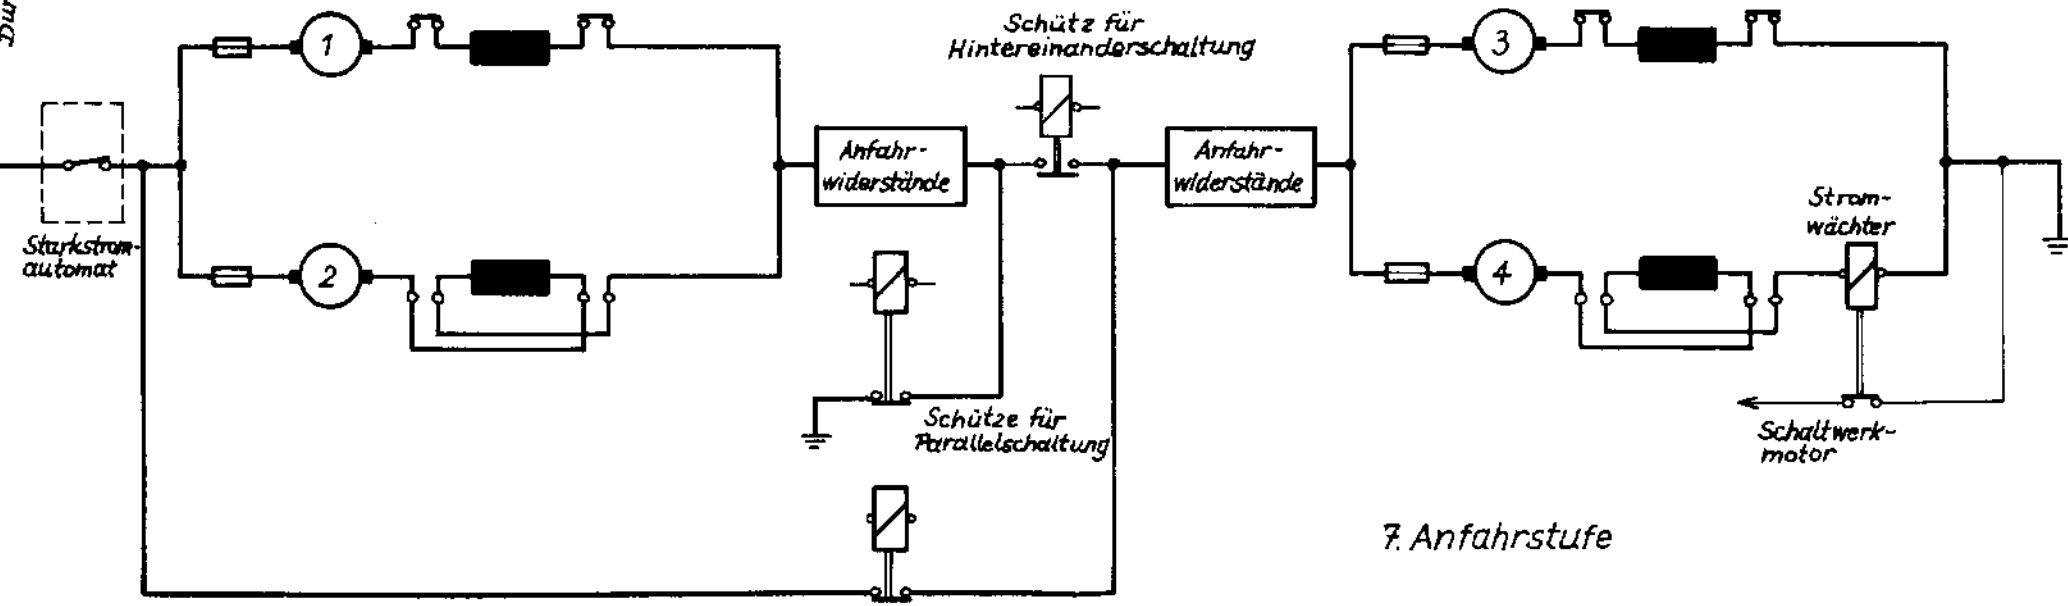 1
3
Schütz für
Hintereinanderschaltung
Anfahr-
widerstände
Anfahr-
widerstände
Starkstrom-
automat
2
4
Strom-
wächter
Schütze für
Parallelschaltung
Schaltwerk-
motor
7. Anfahrstufe